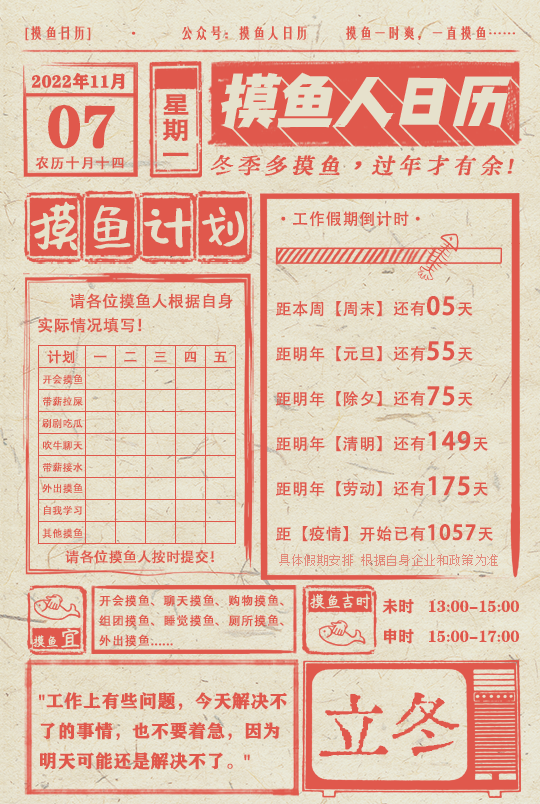 [摸鱼日历] · 公众号：摸鱼人日历 摸鱼一时爽，一直摸鱼······
2022年11月
07
农历十月十四
星期一
摸鱼人日历
冬季多摸鱼，过年才有余！
摸鱼计划
请各位摸鱼人根据自身
实际情况填写！
计划 一 二 三 四 五
开会摸鱼
带薪拉屎
刷剧吃瓜
吹牛聊天
带薪接水
外出摸鱼
自我学习
其他摸鱼
请各位摸鱼人按时提交！
·工作假期倒计时·
距本周【周末】还有05天
距明年【元旦】还有55天
距明年【除夕】还有75天
距明年【清明】还有149天
距明年【劳动】还有175天
距【疫情】开始已有1057天
具体假期安排 根据自身企业和政策为准
摸鱼宜
开会摸鱼、聊天摸鱼、购物摸鱼、
组团摸鱼、睡觉摸鱼、厕所摸鱼、
外出摸鱼......
摸鱼吉时
未时 13:00-15:00
申时 15:00-17:00
"工作上有些问题，今天解决不
了的事情，也不要着急，因为
明天可能还是解决不了。"
立冬